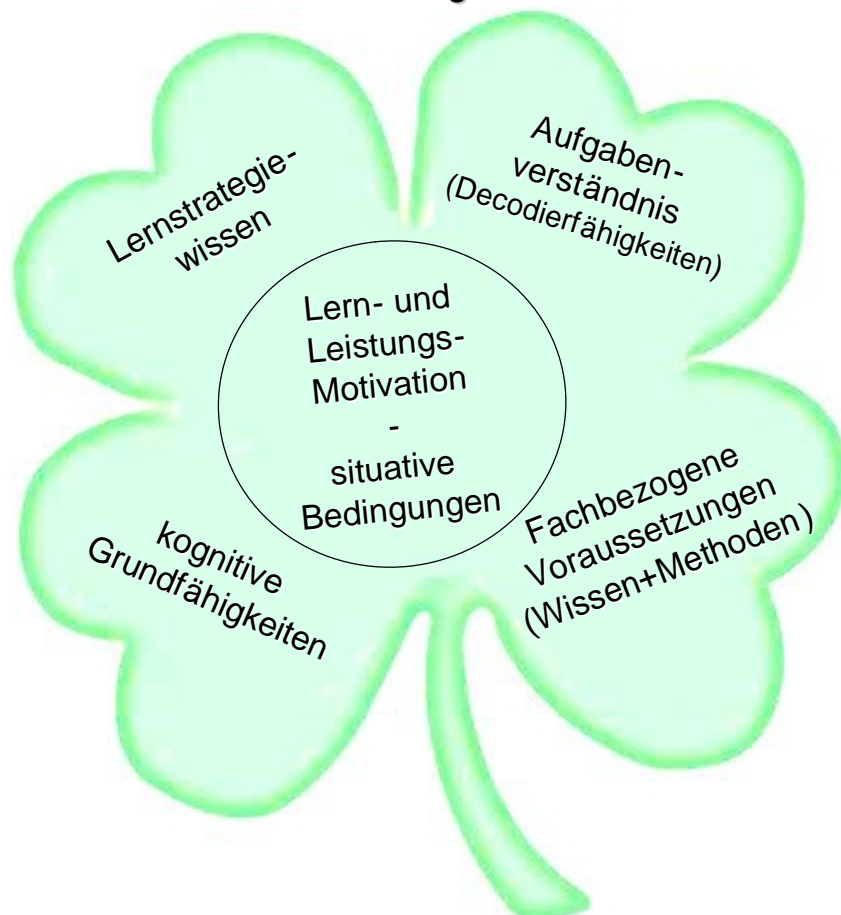 Lernstrategie-
wissen
Aufgaben-
verständnis
(Decodierfähigkeiten)
Lern- und
Leistungs-
Motivation
-
situative
Bedingungen
kognitive
Grundfähigkeiten
Fachbezogene
Voraussetzungen
(Wissen+Methoden)